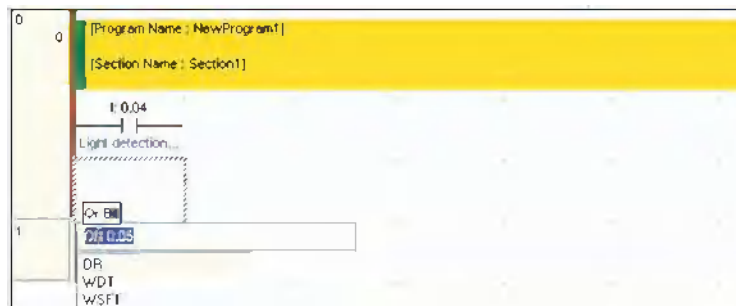 0
0
[Program Name : NewProgram1]
[Section Name : Section1]
I: 0.04
Light detection...
Or Bit
1
OR 0.05
OR
WDT
WSFT